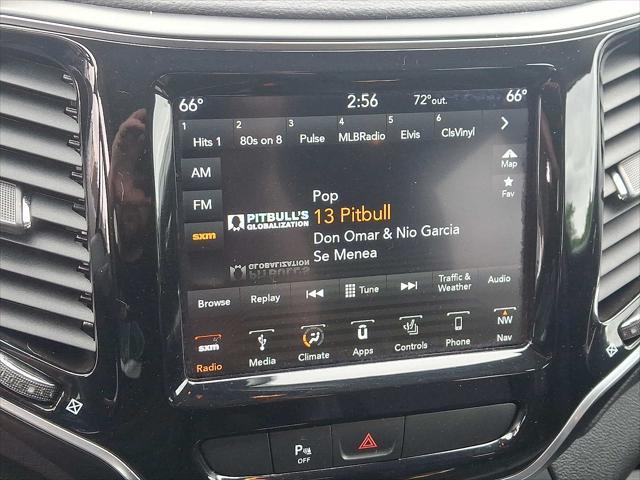 66° 2:56 72°out. 66°
1 2 3 4 5 6
Hits 1 80s on 8 Pulse MLBRadio Elvis ClsVinyl
AM
Map
FM
Fav
sxm
Pop
PITBULL'S
GLOBALIZATION
13 Pitbull
Don Omar & Nio Garcia
Se Menea
Browse Replay Tune Traffic & Weather Audio
sxm
NW
Radio Media Climate Apps Controls Phone Nav
P
OFF